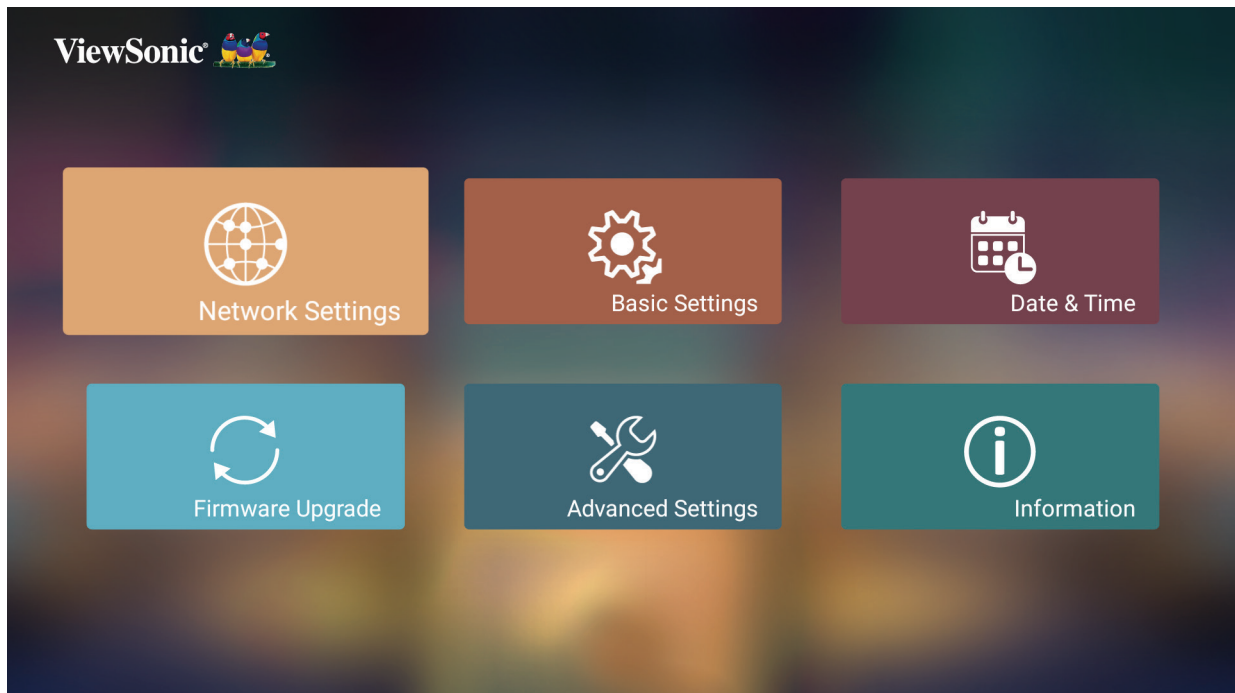 ViewSonic®
Network Settings
Basic Settings
Date & Time
Firmware Upgrade
Advanced Settings
Information